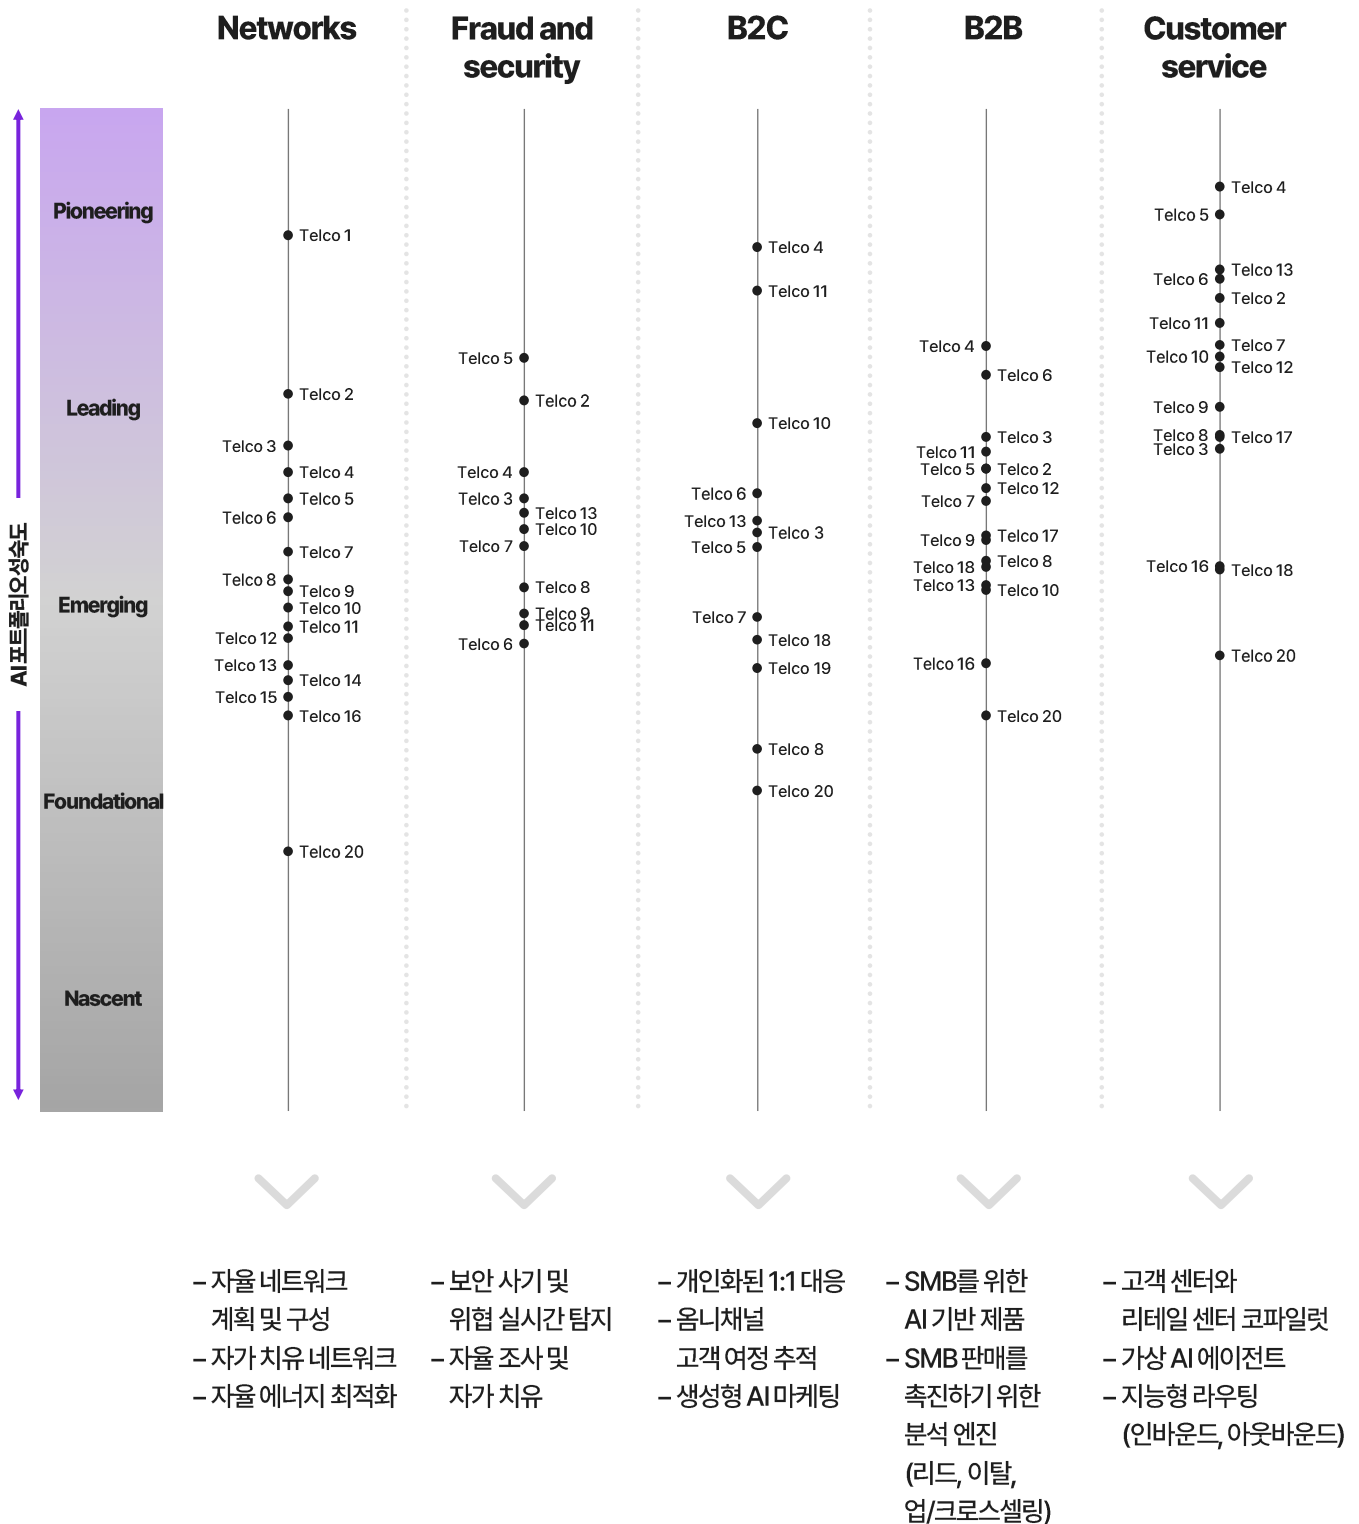 Networks
Fraud and
security
B2C
B2B
Customer
service
AI 포트폴리오 성숙도
Pioneering
Leading
Emerging
Foundational
Nascent
Telco 1
Telco 2
Telco 3
Telco 4
Telco 5
Telco 6
Telco 7
Telco 8
Telco 9
Telco 10
Telco 11
Telco 12
Telco 13
Telco 14
Telco 15
Telco 16
Telco 20
Telco 5
Telco 2
Telco 4
Telco 3
Telco 13
Telco 10
Telco 7
Telco 8
Telco 9
Telco 11
Telco 6
Telco 4
Telco 11
Telco 10
Telco 6
Telco 13
Telco 3
Telco 5
Telco 7
Telco 18
Telco 19
Telco 8
Telco 20
Telco 4
Telco 6
Telco 3
Telco 11
Telco 5
Telco 2
Telco 12
Telco 7
Telco 17
Telco 9
Telco 8
Telco 18
Telco 13
Telco 10
Telco 16
Telco 20
Telco 4
Telco 5
Telco 13
Telco 6
Telco 2
Telco 11
Telco 7
Telco 10
Telco 12
Telco 9
Telco 8
Telco 17
Telco 3
Telco 16
Telco 18
Telco 20
– 자율 네트워크
계획 및 구성
– 자가 치유 네트워크
– 자율 에너지 최적화
– 보안 사기 및
위협 실시간 탐지
– 자율 조사 및
자가 치유
– 개인화된 1:1 대응
– 옴니채널
고객 여정 추적
– 생성형 AI 마케팅
– SMB를 위한
AI 기반 제품
– SMB 판매를
촉진하기 위한
분석 엔진
(리드, 이탈,
업/크로스셀링)
– 고객 센터와
리테일 센터 코파일럿
– 가상 AI 에이전트
– 지능형 라우팅
(인바운드, 아웃바운드)